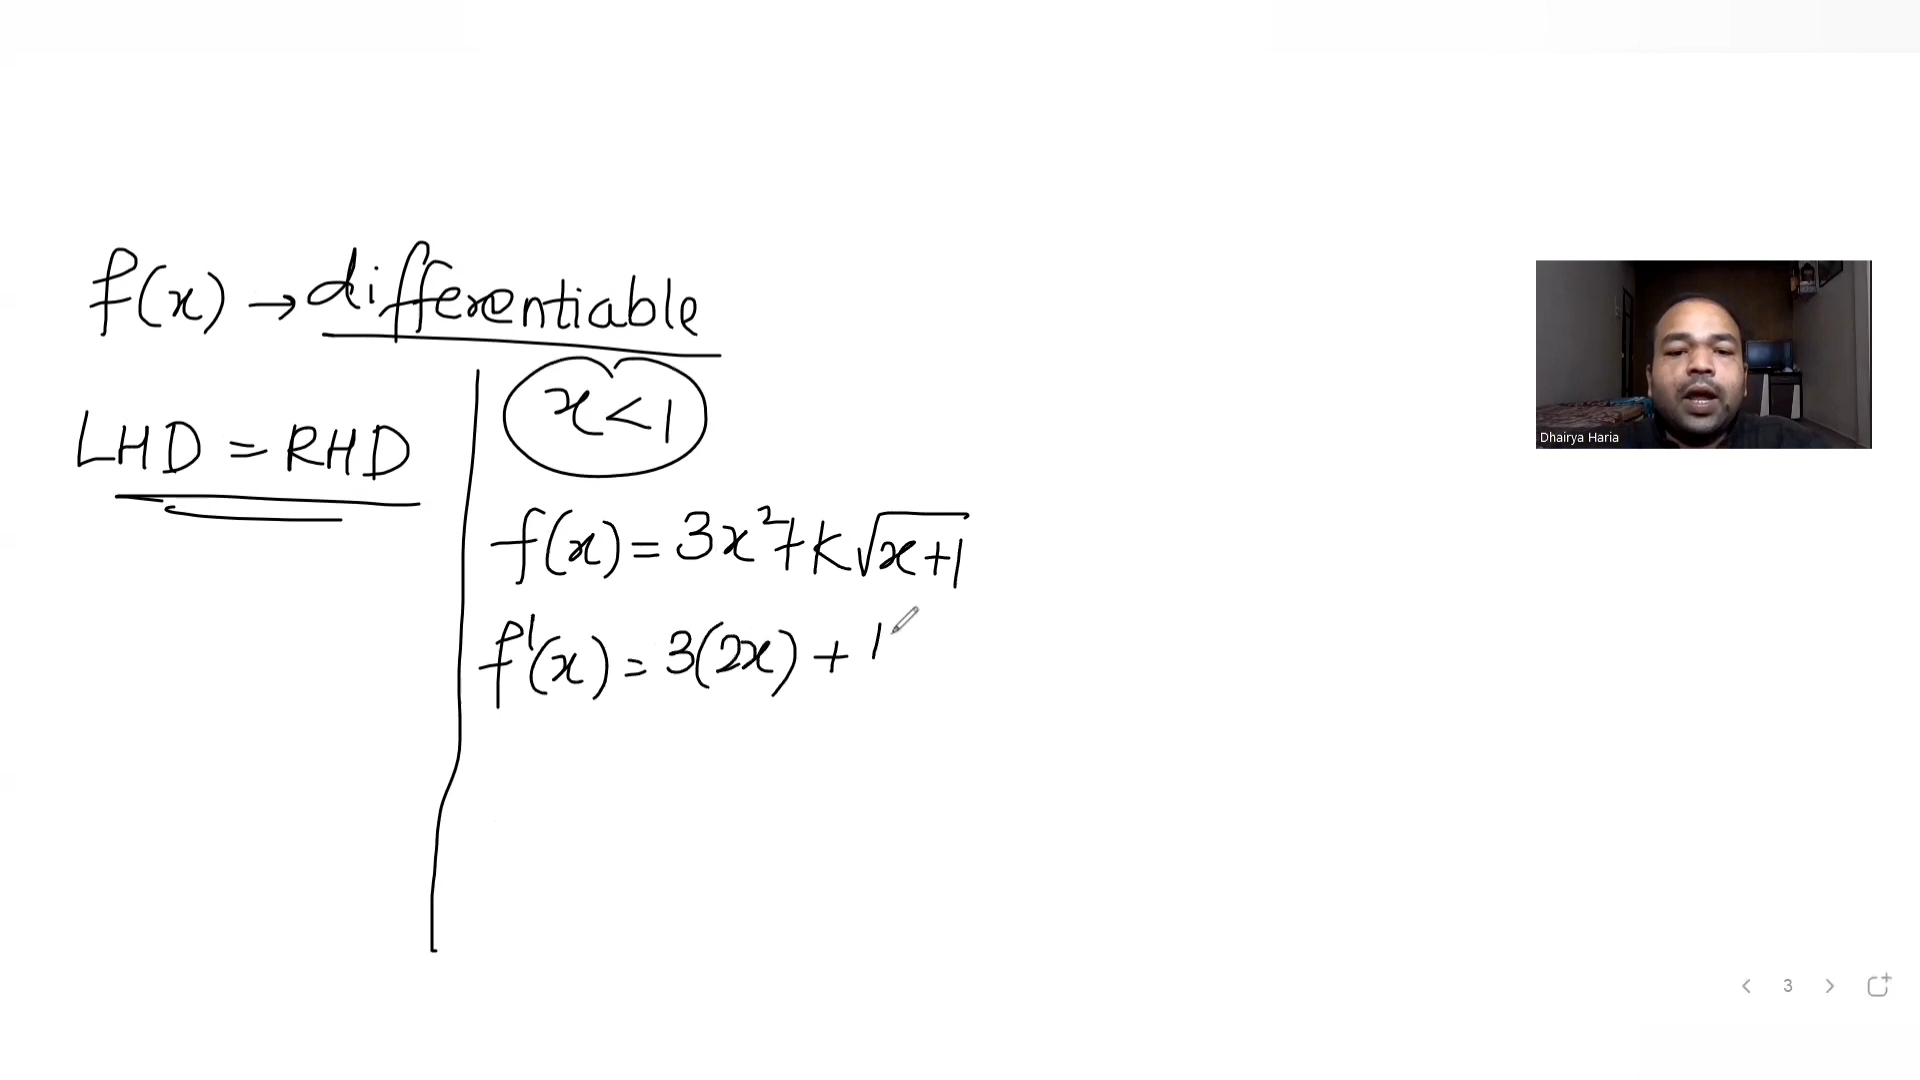 f(x) → differentiable
LHD = RHD
x < 1
f(x) = 3x² + k√x+1
f'(x) = 3(2x) + 1
Dhairya Haria
3